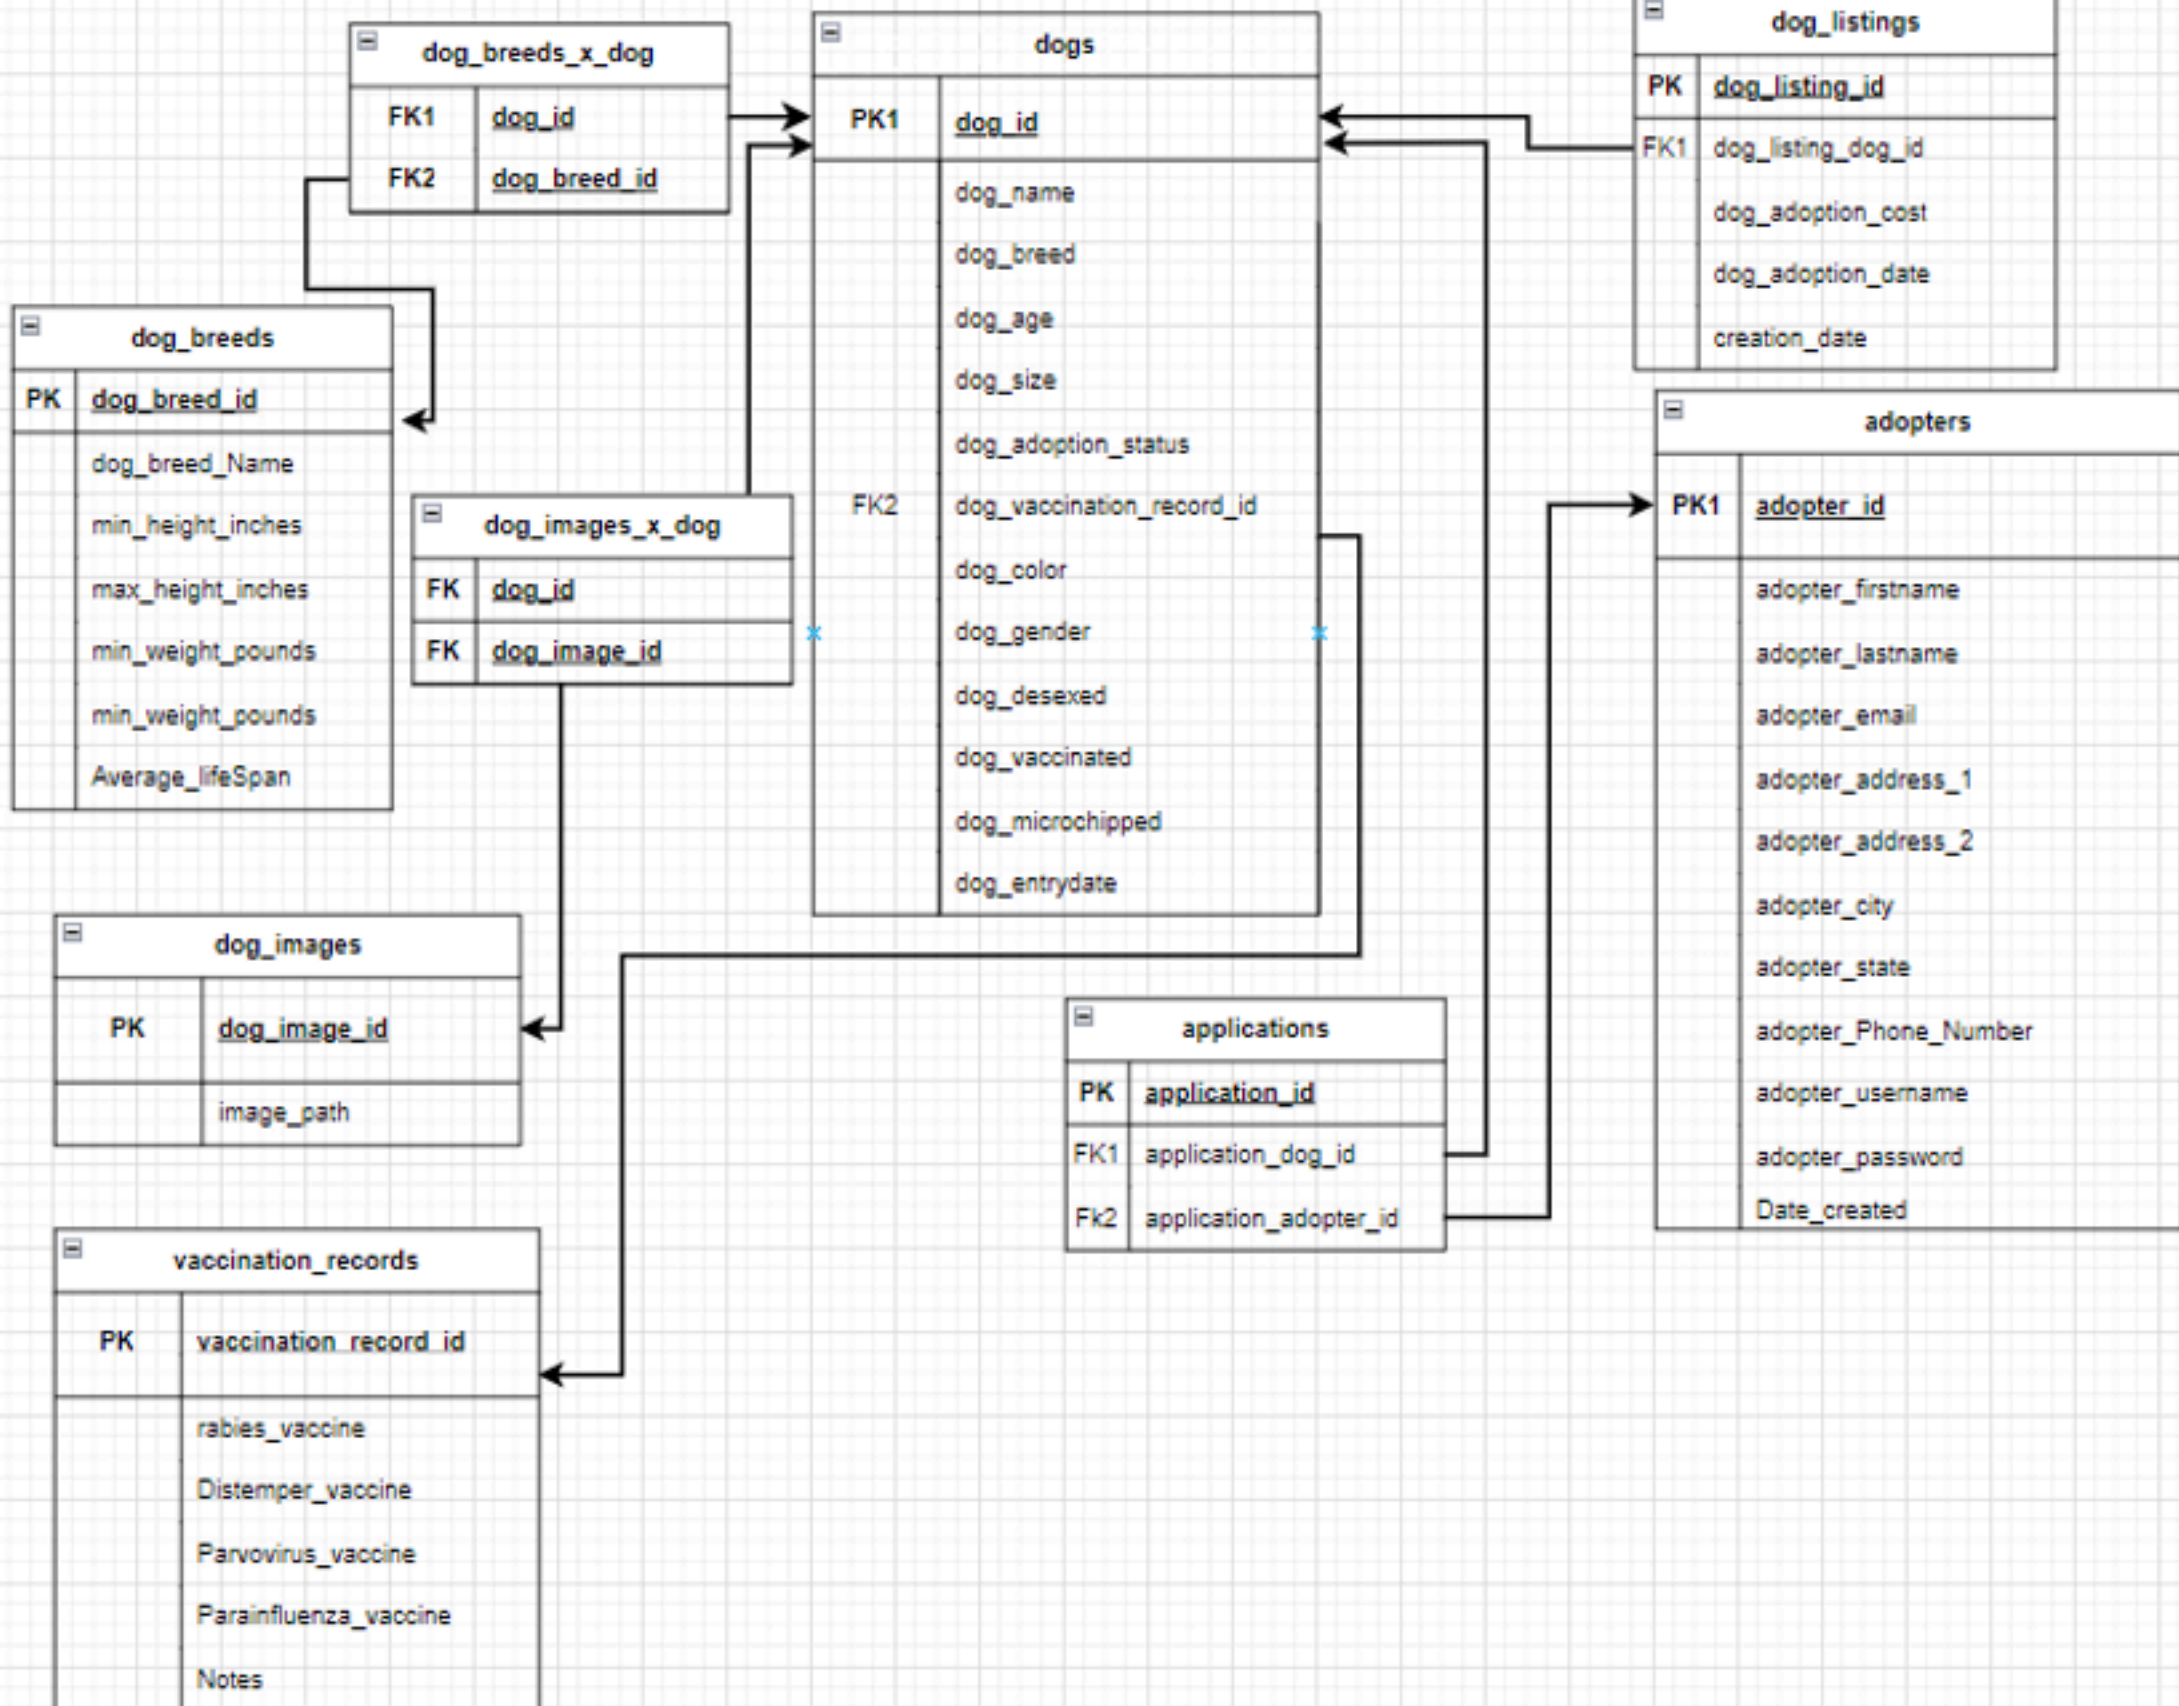 dog_breeds_x_dog
FK1 dog_id
FK2 dog_breed_id
dogs
PK1 dog_id
dog_name
dog_breed
dog_age
dog_size
dog_adoption_status
FK2 dog_vaccination_record_id
dog_color
dog_gender
dog_desexed
dog_vaccinated
dog_microchipped
dog_entrydate
dog_listings
PK dog_listing_id
FK1 dog_listing_dog_id
dog_adoption_cost
dog_adoption_date
creation_date
dog_breeds
PK dog_breed_id
dog_breed_Name
min_height_inches
max_height_inches
min_weight_pounds
min_weight_pounds
Average_lifeSpan
dog_images_x_dog
FK dog_id
FK dog_image_id
adopters
PK1 adopter_id
adopter_firstname
adopter_lastname
adopter_email
adopter_address_1
adopter_address_2
adopter_city
adopter_state
adopter_Phone_Number
adopter_username
adopter_password
Date_created
dog_images
PK dog_image_id
image_path
applications
PK application_id
FK1 application_dog_id
Fk2 application_adopter_id
vaccination_records
PK vaccination_record_id
rabies_vaccine
Distemper_vaccine
Parvovirus_vaccine
Parainfluenza_vaccine
Notes